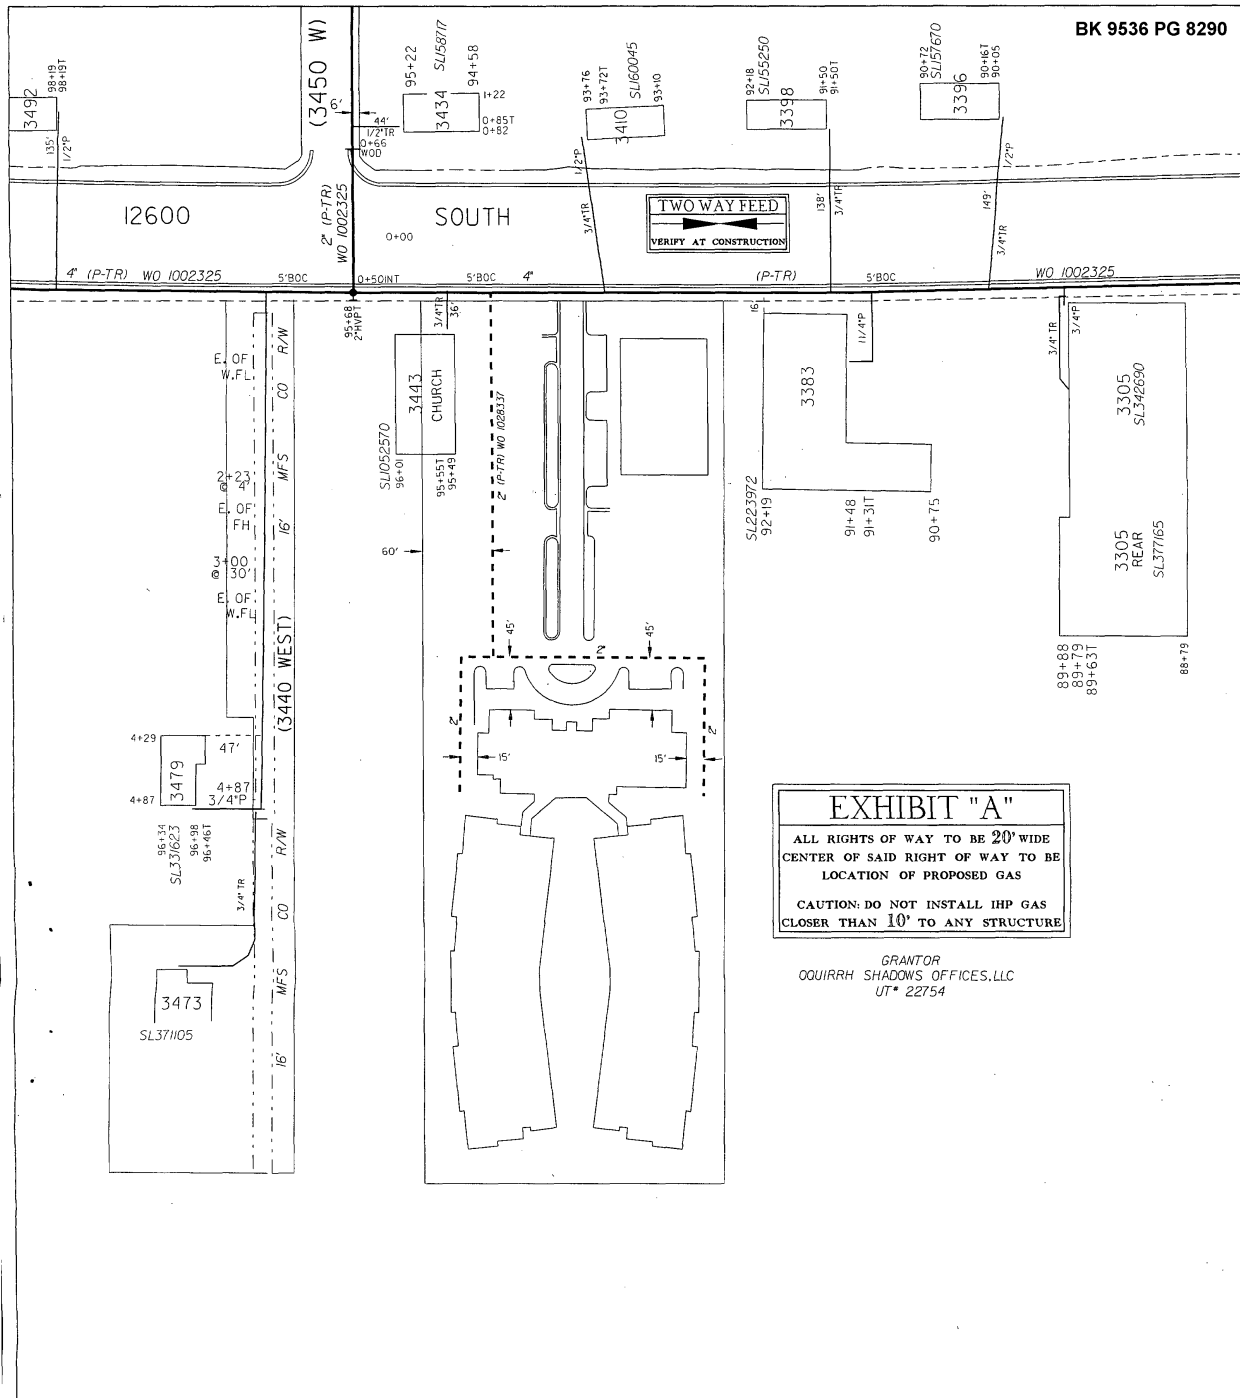 BK 9536 PG 8290
3492
98+19
98+19T
135'
1/2"P
(3450 W)
6'
95+22
SL158717
94+58
3434
1+22
0+85T
0+82
44'
1/2"TR
0+66
WOD
93+76
93+72T
SL160045
93+10
3410
1/2"P
3/4"TR
92+18
SL155250
91+50
91+50T
3398
138'
3/4"TR
90+72
SL157670
90+16T
90+05
3396
1/2"P
149'
3/4"TR
12600
SOUTH
2" (P-TR)
WO 1002325
0+00
TWO WAY FEED
VERIFY AT CONSTRUCTION
4" (P-TR) WO 1002325
5'BOC
0+50INT
5'BOC
4"
(P-TR)
5'BOC
WO 1002325
95+68
2"HVPT
3/4"TR
36'
16'
11/4"P
3/4"TR
3/4"P
E. OF
W.FL
R/W
CO
MFS
16'
2+23
@ 4'
E. OF
FH
3+00
@ 30'
E. OF
W.FL
(3440 WEST)
3443
CHURCH
SL1052570
96+01
95+55T
95+49
2" (P-TR) WO 1028337
60'
3383
SL223972
92+19
91+48
91+31T
90+75
3305
SL342690
3305
REAR
SL377165
89+88
89+79
89+63T
88+79
45'
2"
45'
2"
2"
15'
15'
4+29
47'
3479
4+87
4+87
3/4"P
96+34
SL331623
96+98
96+46T
3/4"TR
R/W
CO
MFS
16'
3473
SL371105
EXHIBIT "A"
ALL RIGHTS OF WAY TO BE 20' WIDE
CENTER OF SAID RIGHT OF WAY TO BE
LOCATION OF PROPOSED GAS
CAUTION: DO NOT INSTALL IHP GAS
CLOSER THAN 10' TO ANY STRUCTURE
GRANTOR
OQUIRRH SHADOWS OFFICES,LLC
UT# 22754